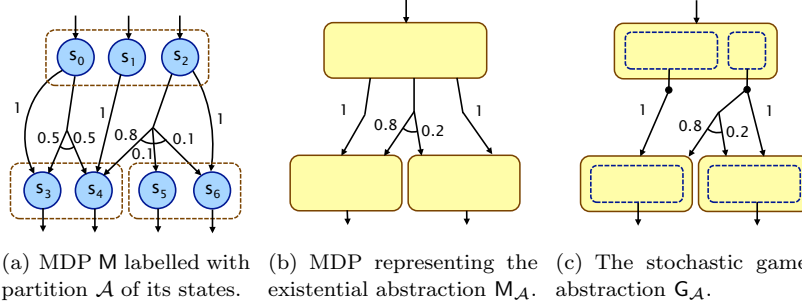 s0 s1 s2
1 0.5 0.5 1 0.8 0.1 0.1 1
s3 s4 s5 s6
1 0.8 0.2 1
1 0.8 0.2 1
(a) MDP M labelled with partition A of its states.
(b) MDP representing the existential abstraction MA.
(c) The stochastic game abstraction GA.